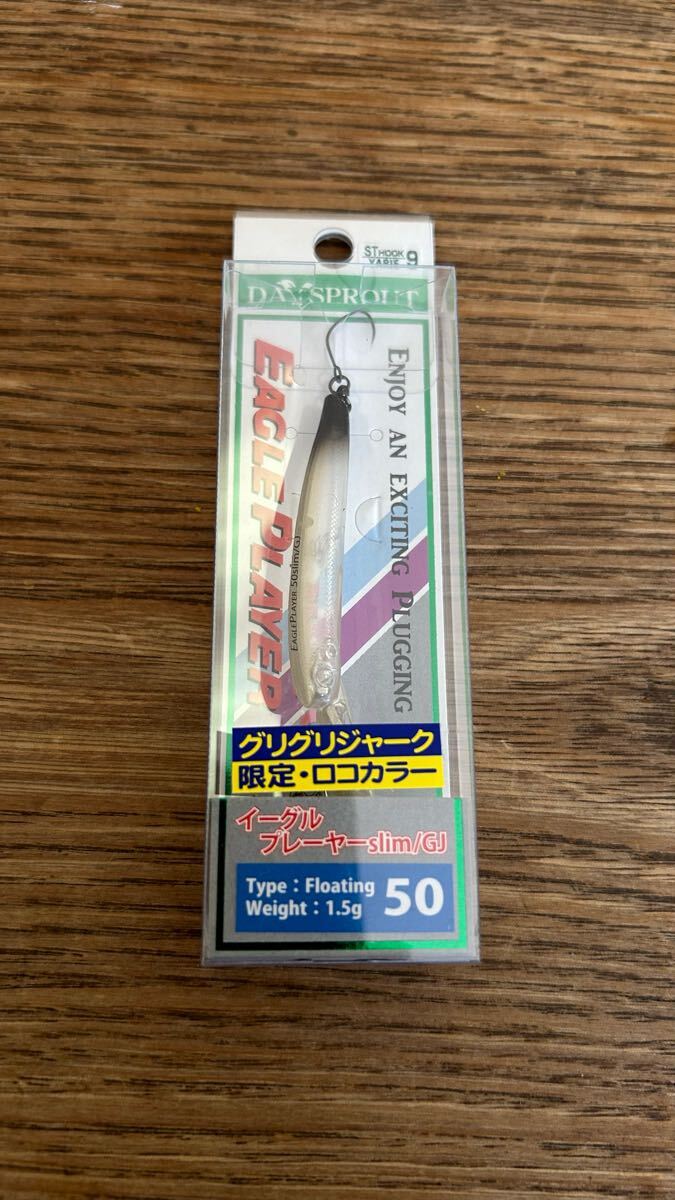 ST HOOK
YARIE 9
DAYSPROUT
EAGLE PLAYER
ENJOY AN EXCITING PLUGGING
EAGLE PLAYER 50slim/GJ
グリグリジャーク
限定・ロコカラー
イーグル
プレーヤーslim/GJ
Type：Floating
Weight：1.5g
50